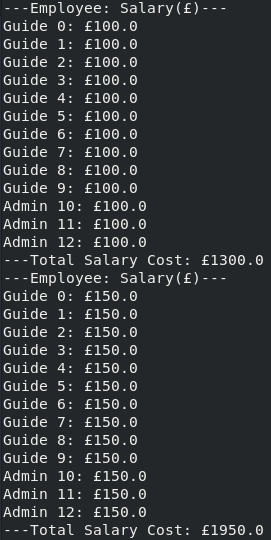 ---Employee: Salary(£)---
Guide 0: £100.0
Guide 1: £100.0
Guide 2: £100.0
Guide 3: £100.0
Guide 4: £100.0
Guide 5: £100.0
Guide 6: £100.0
Guide 7: £100.0
Guide 8: £100.0
Guide 9: £100.0
Admin 10: £100.0
Admin 11: £100.0
Admin 12: £100.0
---Total Salary Cost: £1300.0
---Employee: Salary(£)---
Guide 0: £150.0
Guide 1: £150.0
Guide 2: £150.0
Guide 3: £150.0
Guide 4: £150.0
Guide 5: £150.0
Guide 6: £150.0
Guide 7: £150.0
Guide 8: £150.0
Guide 9: £150.0
Admin 10: £150.0
Admin 11: £150.0
Admin 12: £150.0
---Total Salary Cost: £1950.0